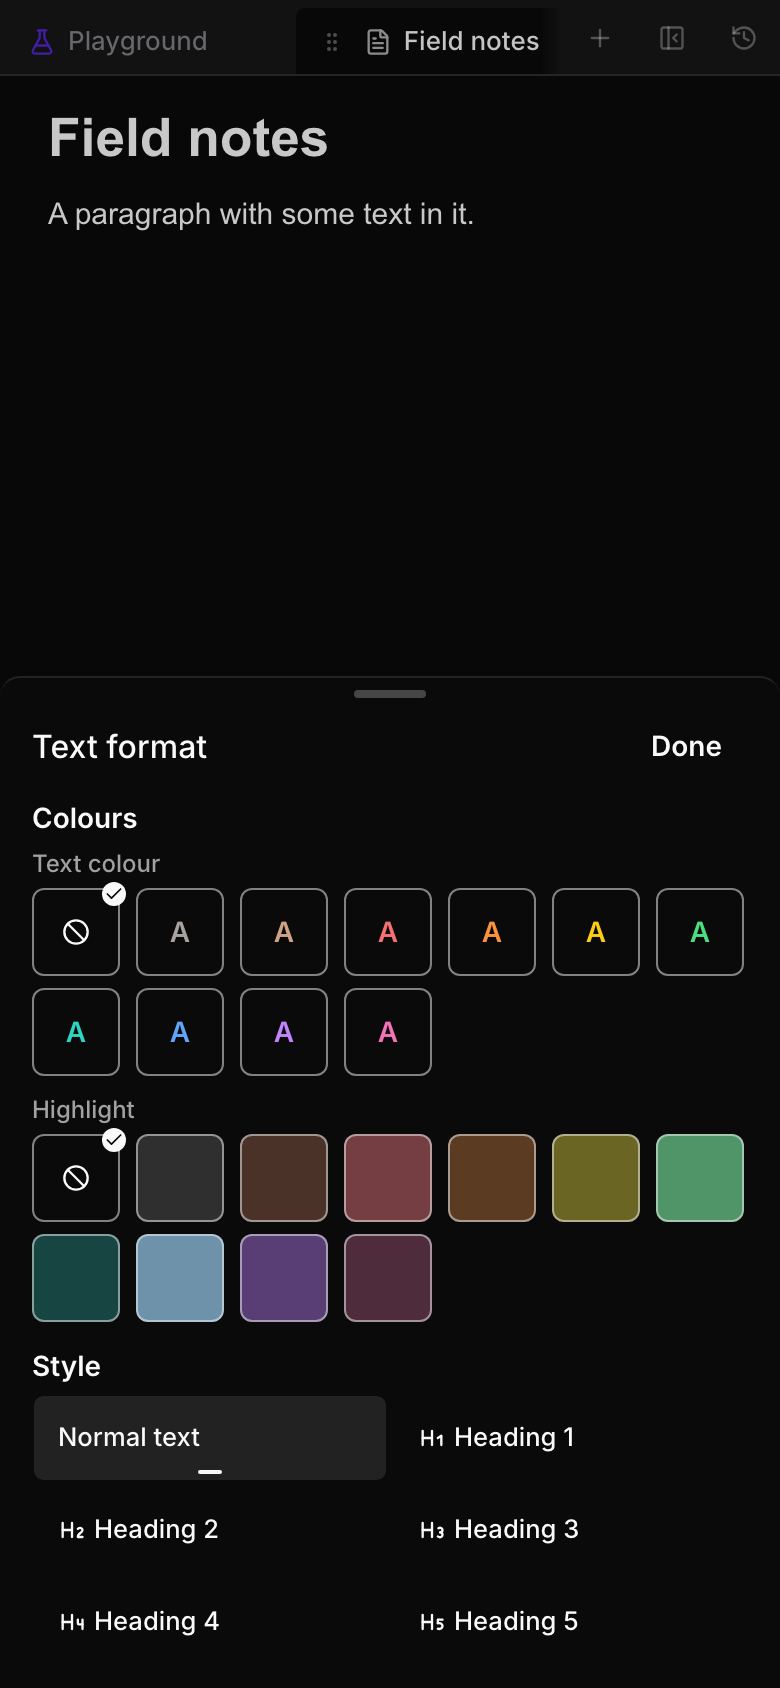 Playground
Field notes
Field notes
A paragraph with some text in it.
Text format
Done
Colours
Text colour
A A A A A A
A A A A
Highlight
Style
Normal text
H1 Heading 1
H2 Heading 2
H3 Heading 3
H4 Heading 4
H5 Heading 5